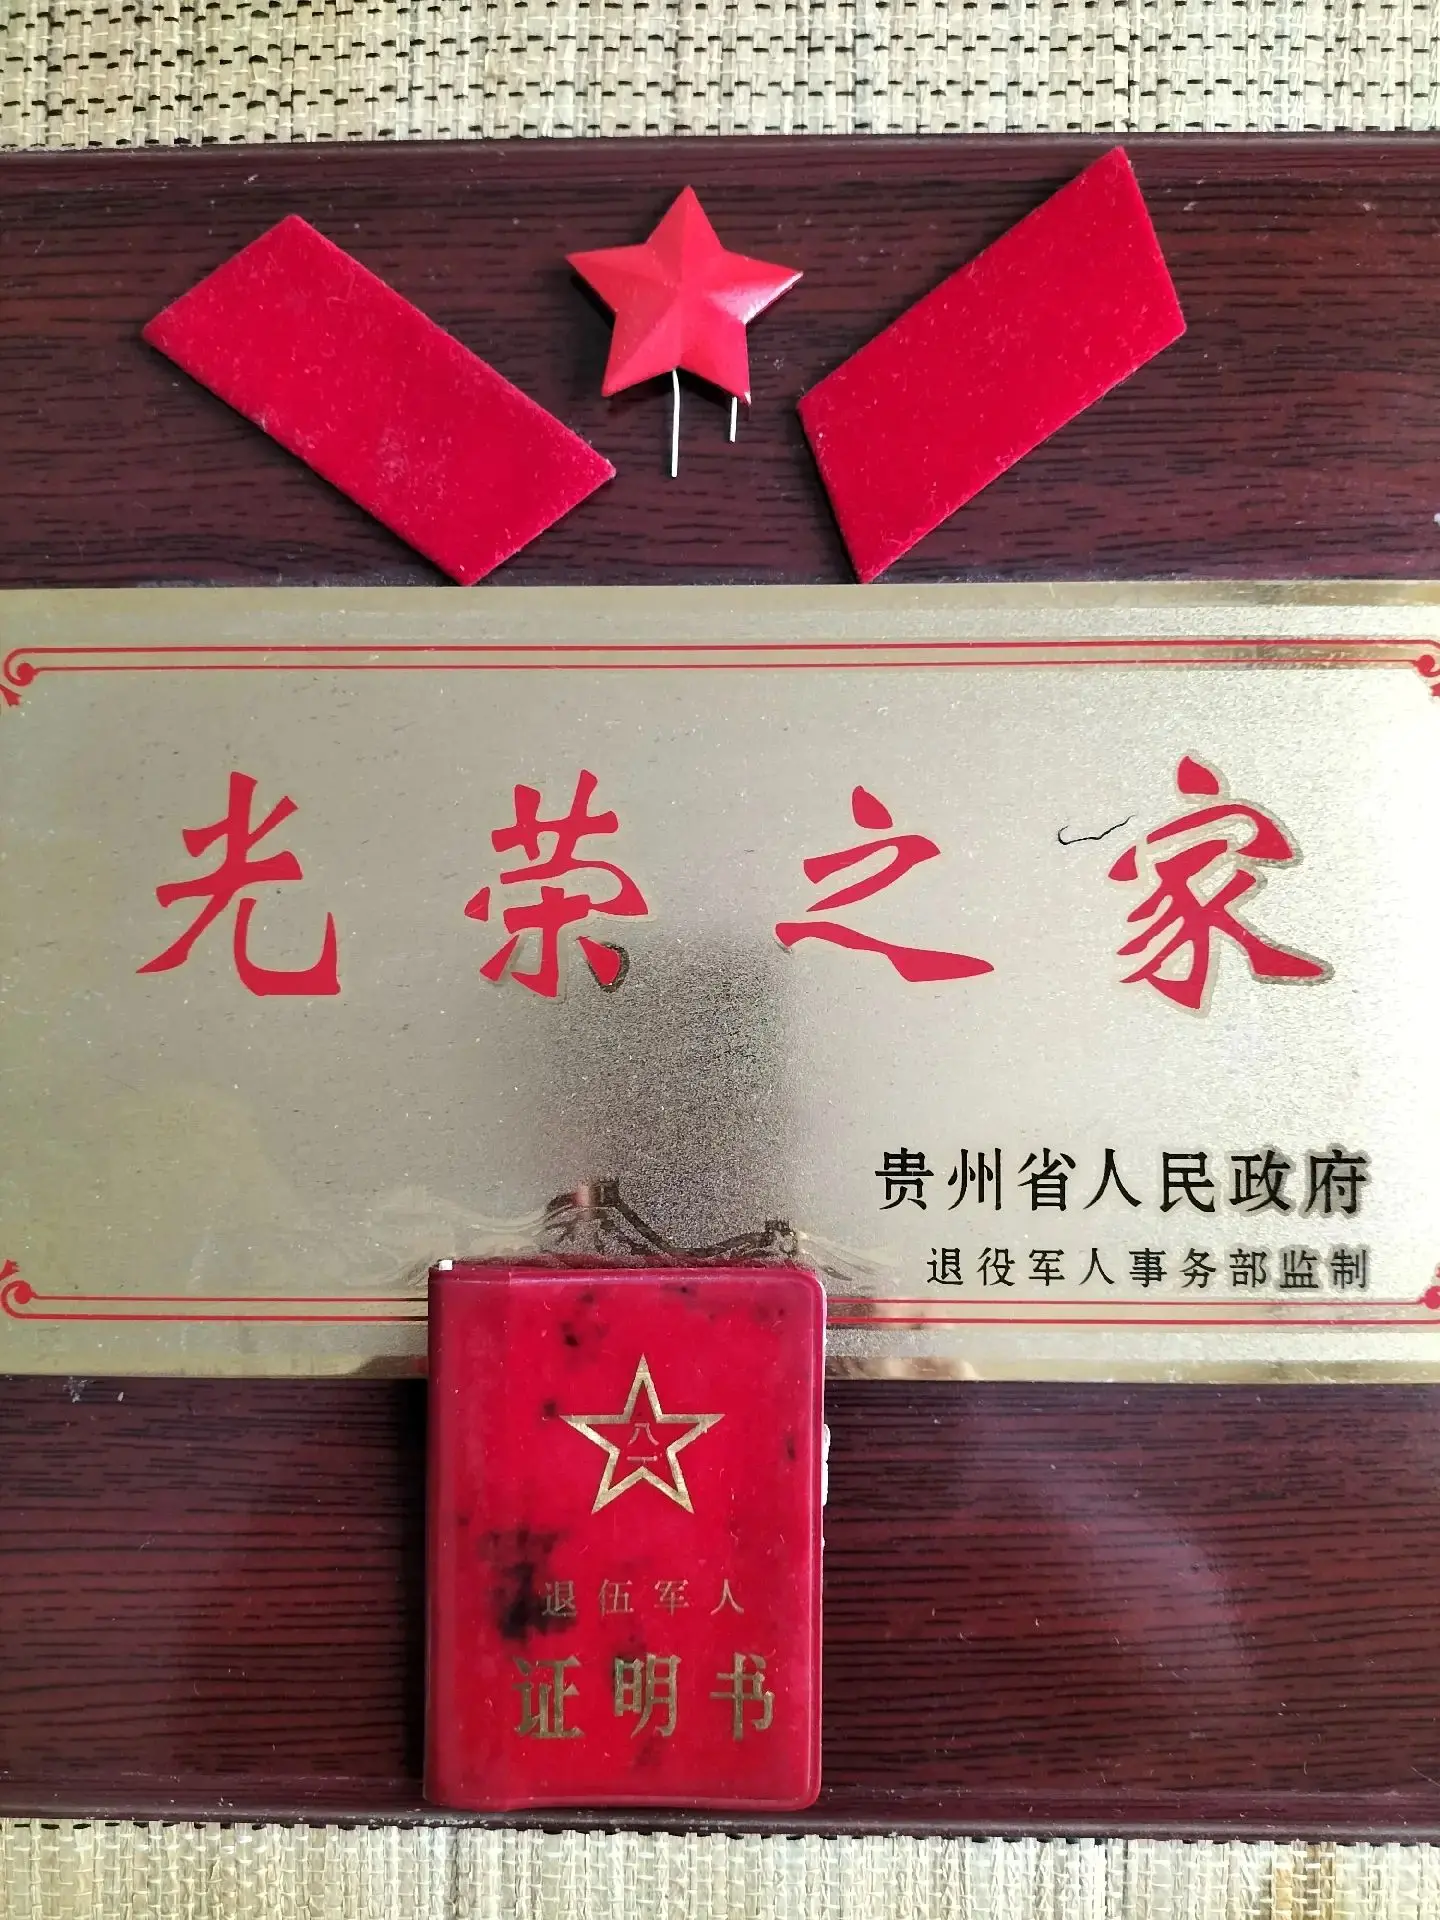 光荣之家
贵州省人民政府
退役军人事务部监制
八一
退伍军人
证明书